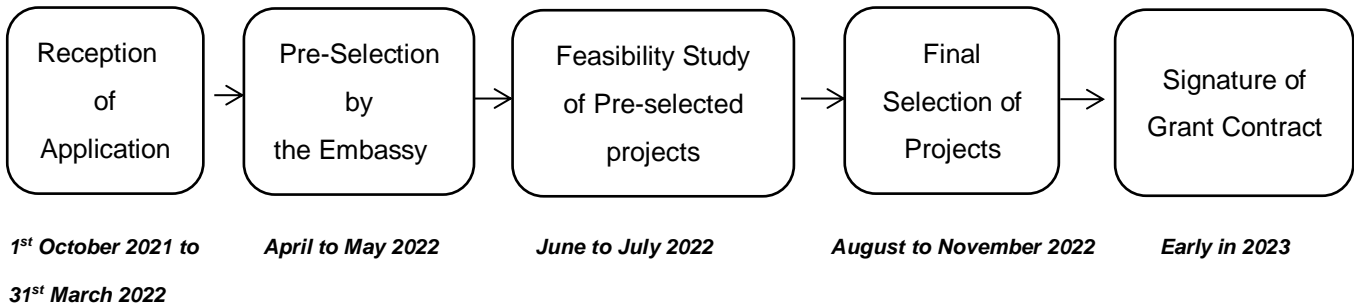 Reception
of
Application
Pre-Selection
by
the Embassy
Feasibility Study
of Pre-selected
projects
Final
Selection of
Projects
Signature of
Grant Contract
1st October 2021 to
31st March 2022
April to May 2022
June to July 2022
August to November 2022
Early in 2023